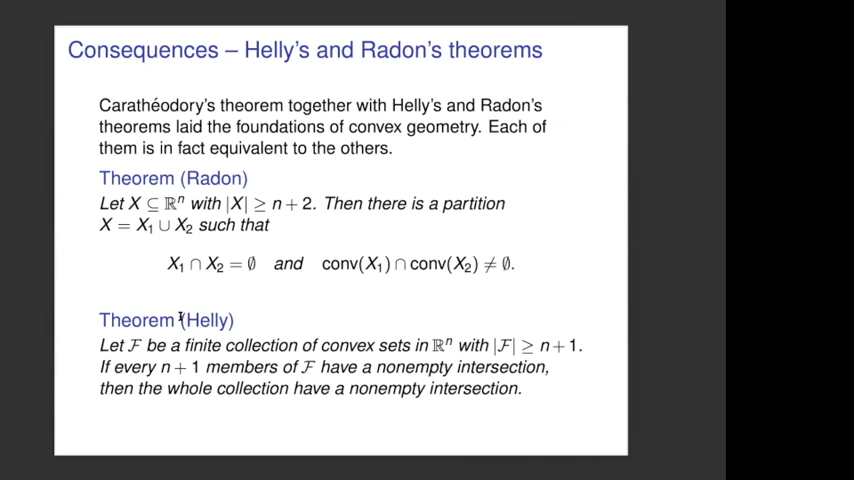 Consequences – Helly's and Radon's theorems
Carathéodory's theorem together with Helly's and Radon's
theorems laid the foundations of convex geometry. Each of
them is in fact equivalent to the others.
Theorem (Radon)
Let X ⊆ ℝⁿ with |X| ≥ n + 2. Then there is a partition
X = X₁ ∪ X₂ such that
X₁ ∩ X₂ = ∅ and conv(X₁) ∩ conv(X₂) ≠ ∅.
Theorem (Helly)
Let ℱ be a finite collection of convex sets in ℝⁿ with |ℱ| ≥ n + 1.
If every n + 1 members of ℱ have a nonempty intersection,
then the whole collection have a nonempty intersection.